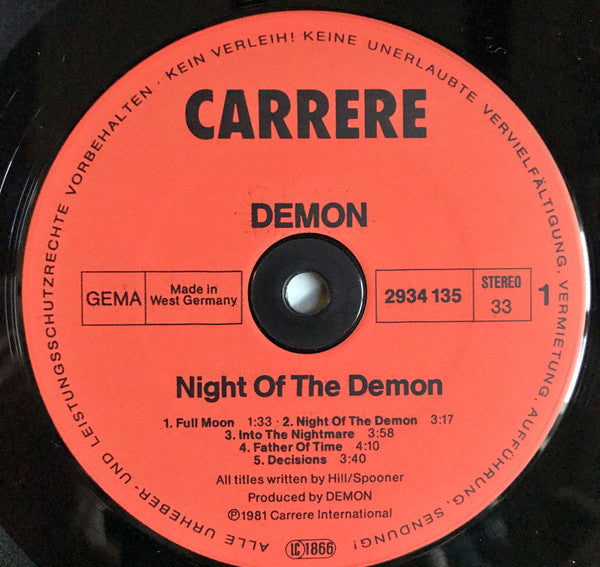 ALLE URHEBER- UND LEISTUNGSSCHUTZRECHTE VORBEHALTEN · KEIN VERLEIH! KEINE UNERLAUBTE VERVIELFÄLTIGUNG, VERMIETUNG, AUFFÜHRUNG, SENDUNG!
CARRERE
DEMON
GEMA
Made in
West Germany
2934 135
STEREO
33
1
Night Of The Demon
1. Full Moon 1:33 · 2. Night Of The Demon 3:17
3. Into The Nightmare 3:58
4. Father Of Time 4:10
5. Decisions 3:40
All titles written by Hill/Spooner
Produced by DEMON
℗1981 Carrere International
LC 1866